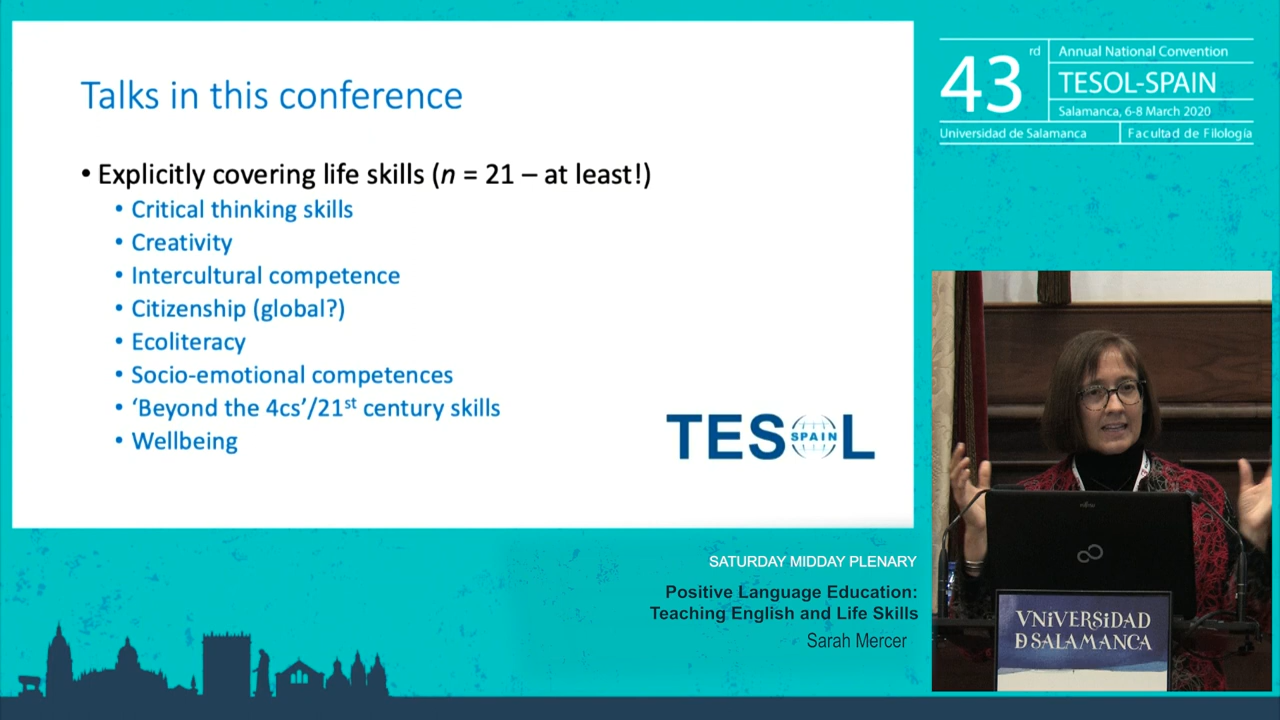 Talks in this conference
• Explicitly covering life skills (n = 21 – at least!)
• Critical thinking skills
• Creativity
• Intercultural competence
• Citizenship (global?)
• Ecoliteracy
• Socio-emotional competences
• ‘Beyond the 4cs’/21st century skills
• Wellbeing
TESOL
SPAIN
43rd
Annual National Convention
TESOL-SPAIN
Salamanca, 6-8 March 2020
Universidad de Salamanca
Facultad de Filología
SATURDAY MIDDAY PLENARY
Positive Language Education:
Teaching English and Life Skills
Sarah Mercer
FUJITSU
VNiVERSiDAD
Ð SALAMANCA